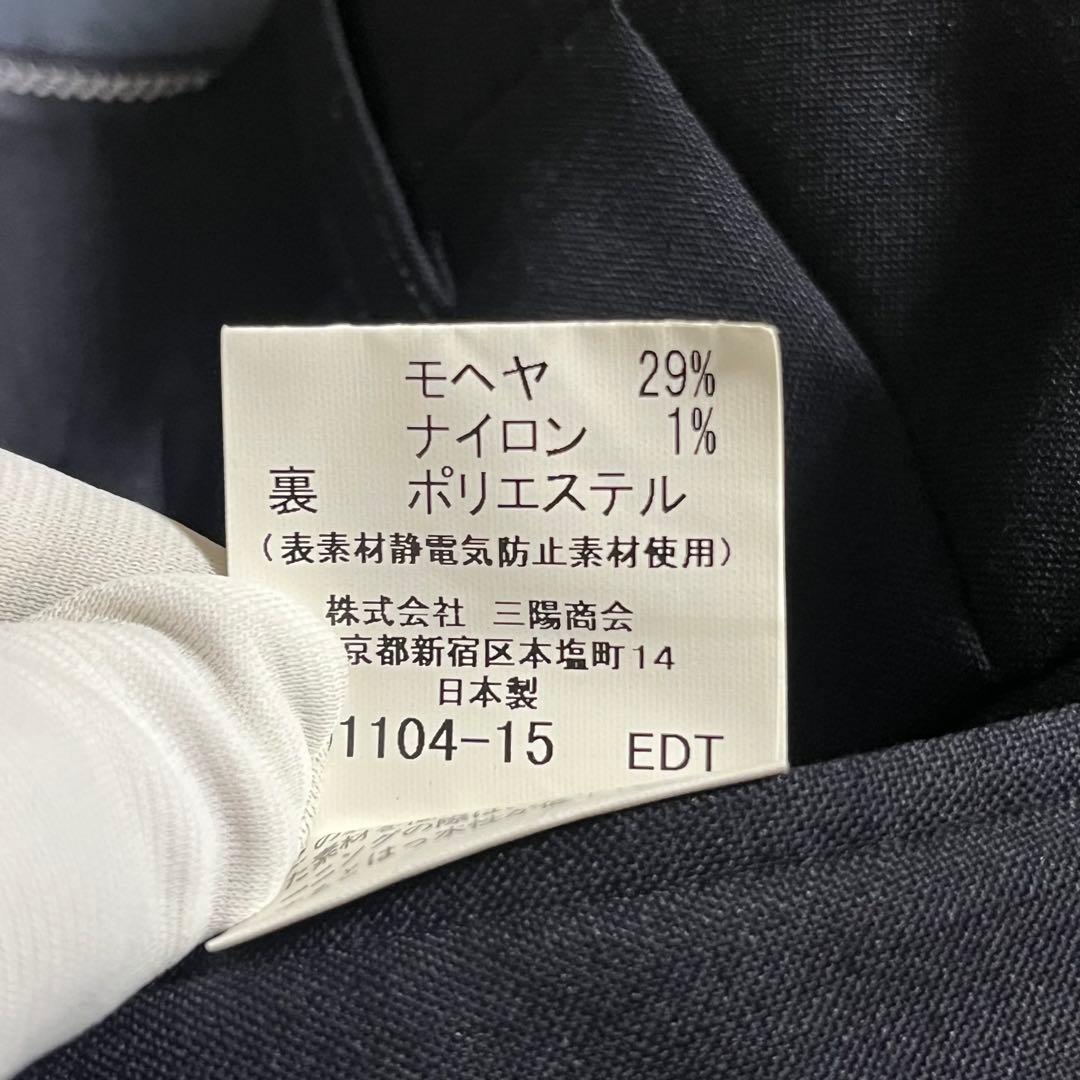 モヘヤ 29%
ナイロン 1%
裏 ポリエステル
(表素材静電気防止素材使用)
株式会社 三陽商会
京都新宿区本塩町14
日本製
1104-15 EDT